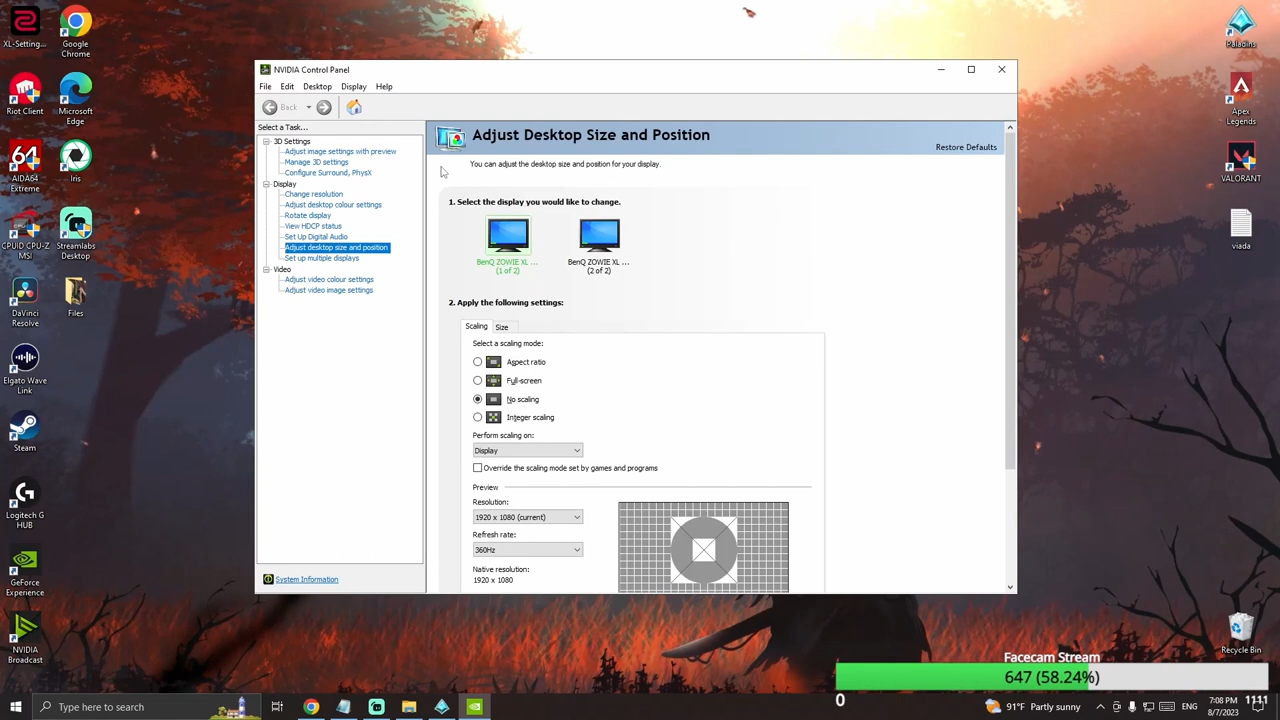 XL-Setting...
Google Chrome
Riot Client
Microsoft Edge
AIDA64 Extreme
Iris
CPUID CPU-Z MSI
Streamlabs Desktop
DaVinci Resolve
Files
Elgato Wave Link
Steam
Logitech G HUB
GeForce Experience
NVIDIA Broadcast
Paladins
Apex Legends
VALORANT
viada
Recycle Bin
NVIDIA Control Panel
File Edit Desktop Display Help
Back
Select a Task...
3D Settings
Adjust image settings with preview
Manage 3D settings
Configure Surround, PhysX
Display
Change resolution
Adjust desktop colour settings
Rotate display
View HDCP status
Set Up Digital Audio
Adjust desktop size and position
Set up multiple displays
Video
Adjust video colour settings
Adjust video image settings
System Information
Adjust Desktop Size and Position
Restore Defaults
You can adjust the desktop size and position for your display.
1. Select the display you would like to change.
BenQ ZOWIE XL ...
(1 of 2)
BenQ ZOWIE XL ...
(2 of 2)
2. Apply the following settings:
Scaling Size
Select a scaling mode:
Aspect ratio
Full-screen
No scaling
Integer scaling
Perform scaling on:
Display
Override the scaling mode set by games and programs
Preview
Resolution:
1920 x 1080 (current)
Refresh rate:
360Hz
Native resolution:
1920 x 1080
Facecam Stream
647 (58.24%)
0
1111
Type here to search
91°F Partly sunny
7:08 PM
8/7/2023